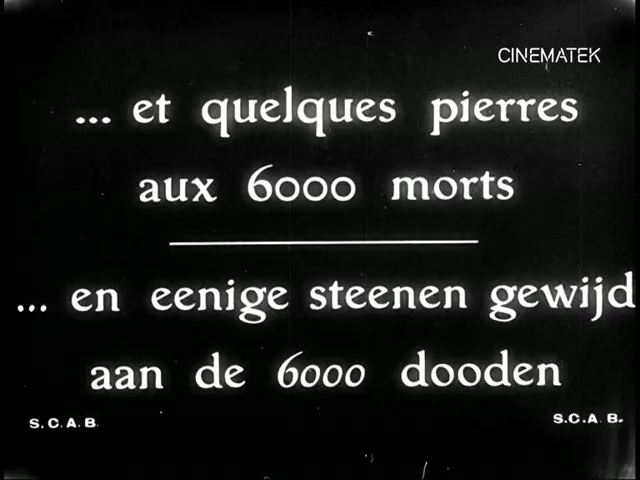 CINEMATEK
... et quelques pierres
aux 6000 morts
... en eenige steenen gewijd
aan de 6000 dooden
S.C.A.B.
S.C.A.B.